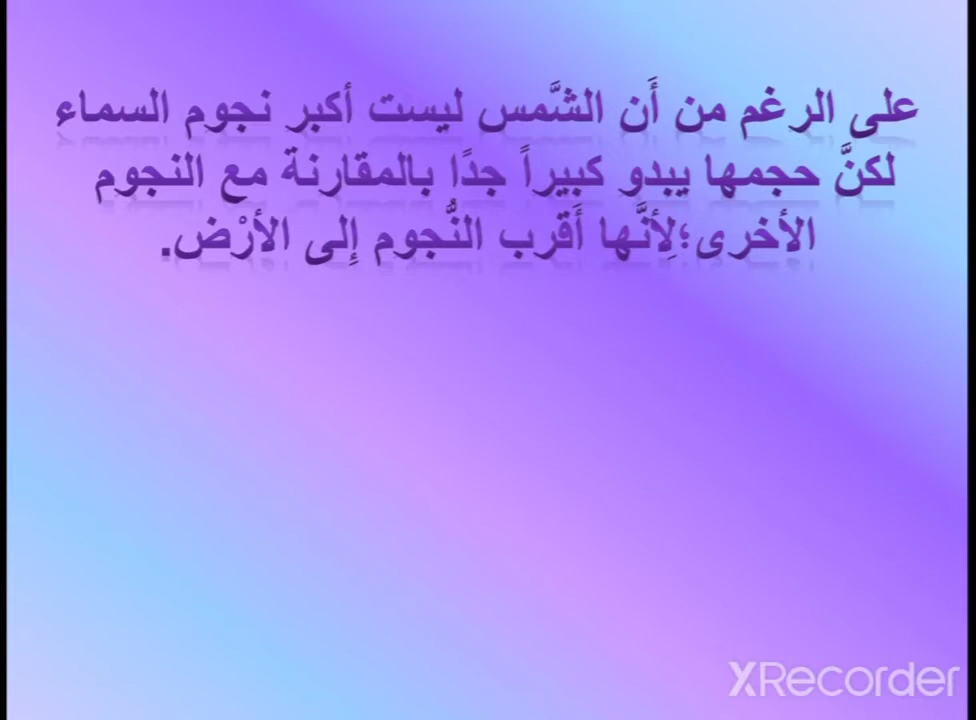 على الرغم من أَن الشَّمس ليست أكبر نجوم السماء
لكنَّ حجمها يبدو كبيراً جدًا بالمقارنة مع النجوم
الأخرى؛لِأنَّها أَقرب النُّجوم إِلى الأرْض.
XRecorder